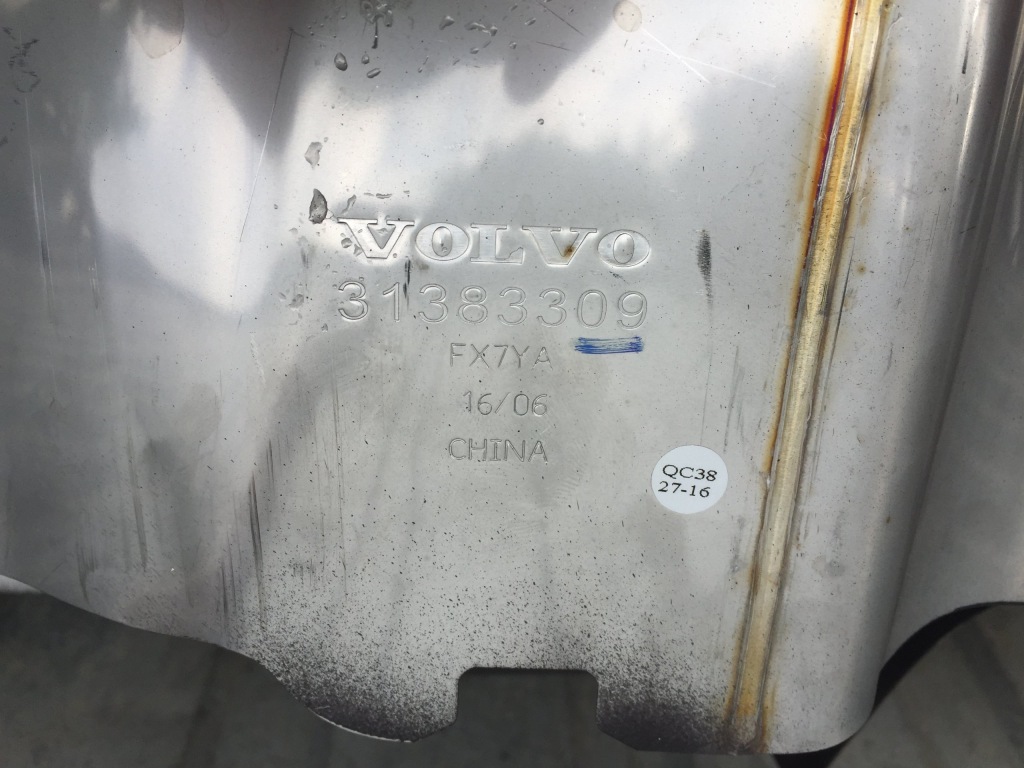 VOLVO
31383309
FX7YA
16/06
CHINA
QC38
27-16